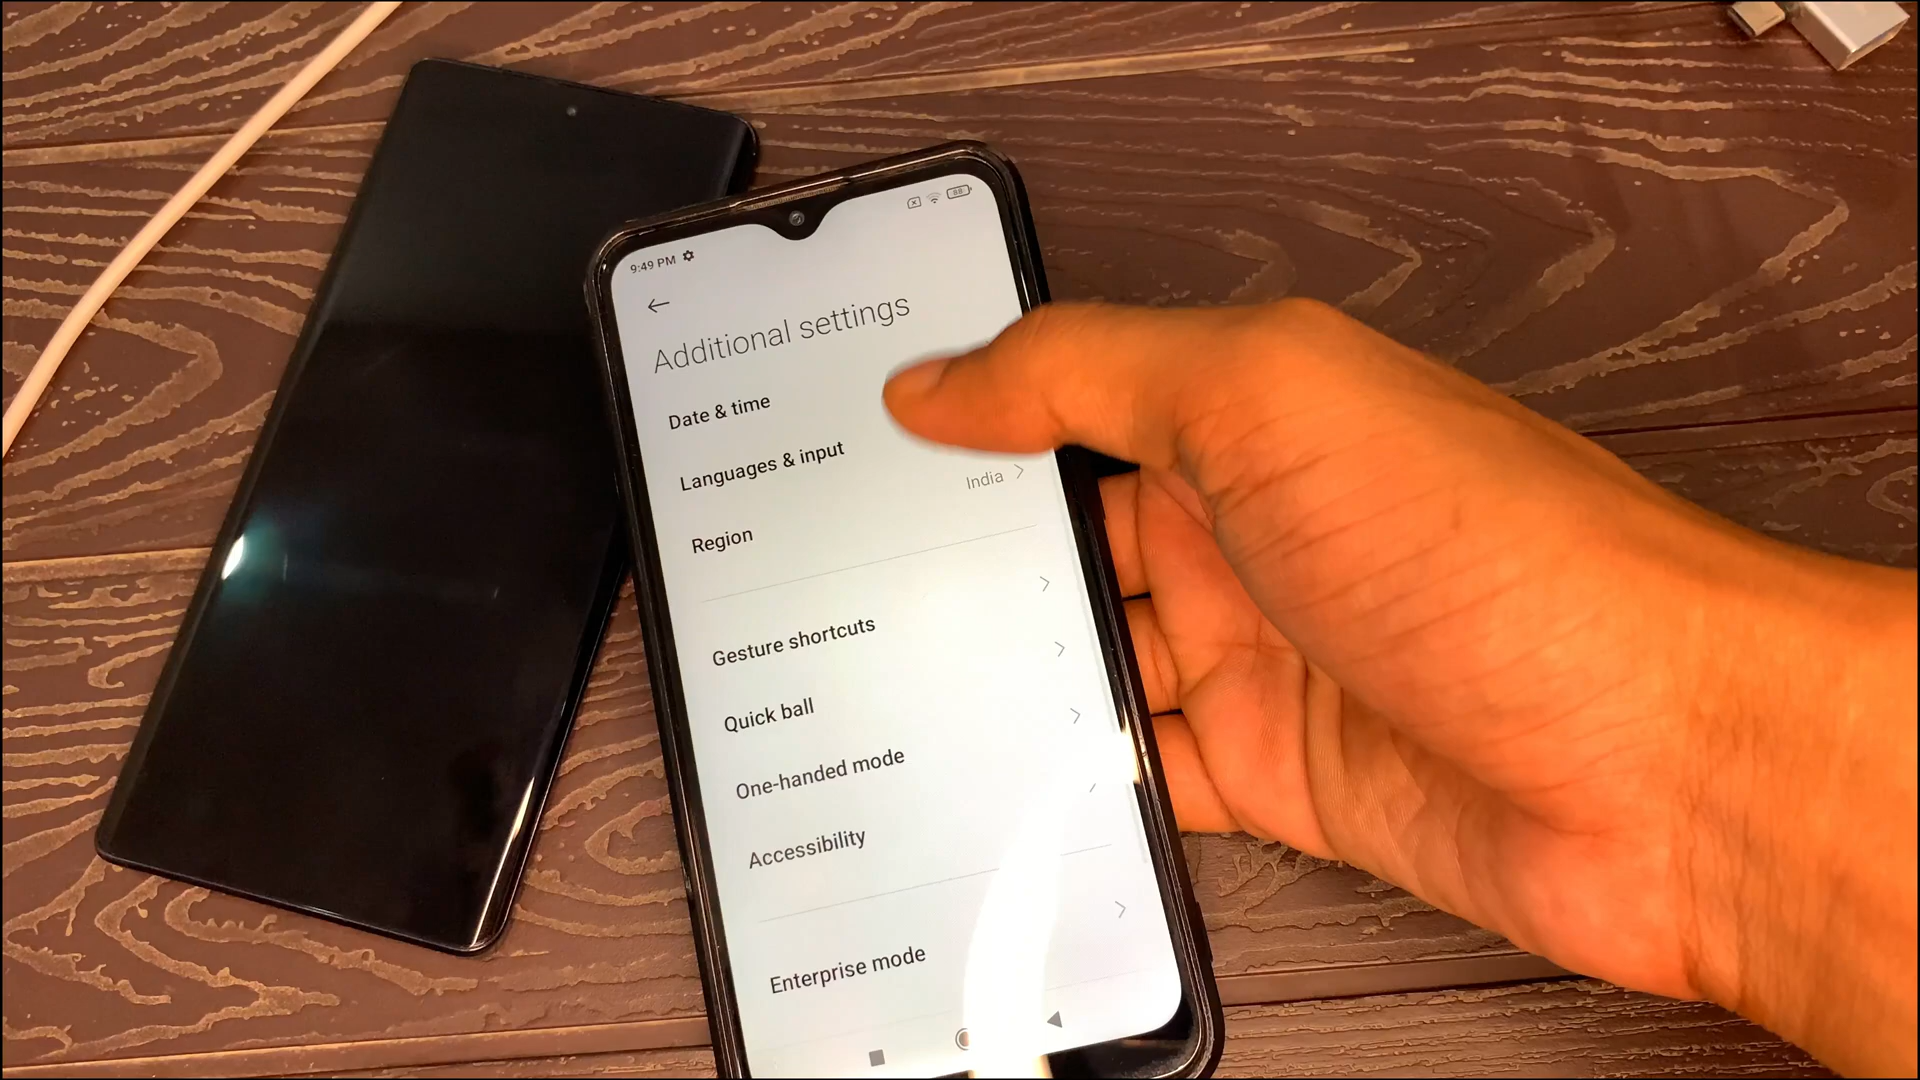 9:49 PM
88
Additional settings
Date & time
Languages & input
Region India
Gesture shortcuts
Quick ball
One-handed mode
Accessibility
Enterprise mode